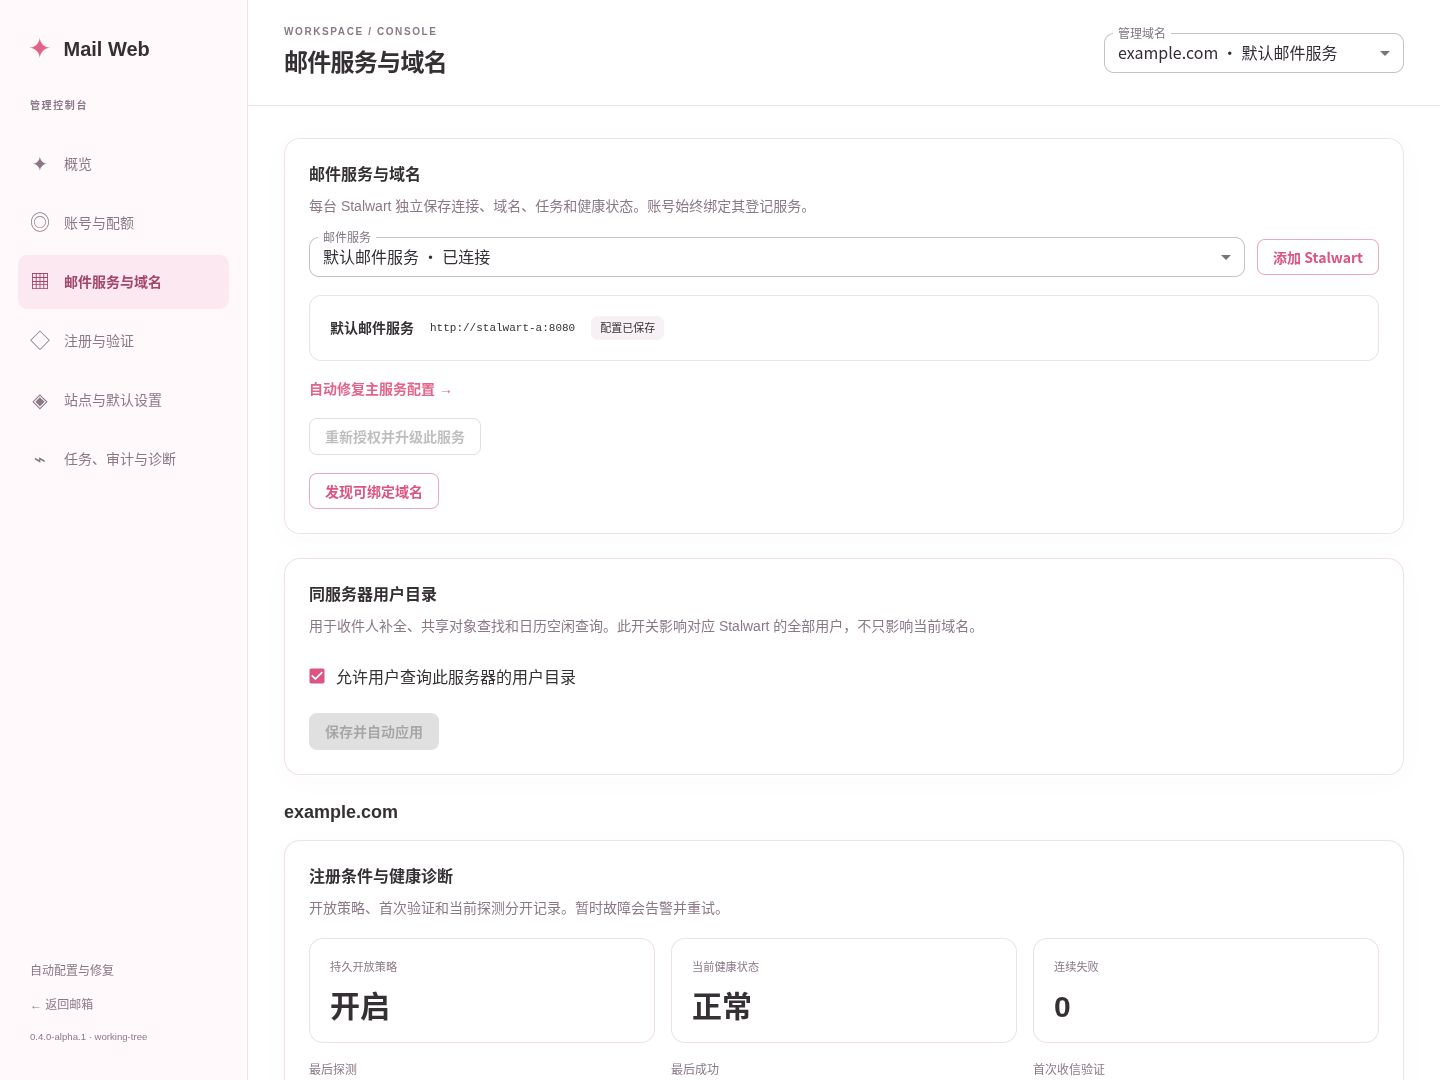 Mail Web
管理控制台
概览
账号与配额
邮件服务与域名
注册与验证
站点与默认设置
任务、审计与诊断
自动配置与修复
← 返回邮箱
0.4.0-alpha.1 · working-tree
WORKSPACE / CONSOLE
邮件服务与域名
管理域名
example.com · 默认邮件服务
邮件服务与域名
每台 Stalwart 独立保存连接、域名、任务和健康状态。账号始终绑定其登记服务。
邮件服务
默认邮件服务 · 已连接
添加 Stalwart
默认邮件服务 http://stalwart-a:8080 配置已保存
自动修复主服务配置 →
重新授权并升级此服务
发现可绑定域名
同服务器用户目录
用于收件人补全、共享对象查找和日历空闲查询。此开关影响对应 Stalwart 的全部用户，不只影响当前域名。
允许用户查询此服务器的用户目录
保存并自动应用
example.com
注册条件与健康诊断
开放策略、首次验证和当前探测分开记录。暂时故障会告警并重试。
持久开放策略
开启
当前健康状态
正常
连续失败
0
最后探测
最后成功
首次收信验证